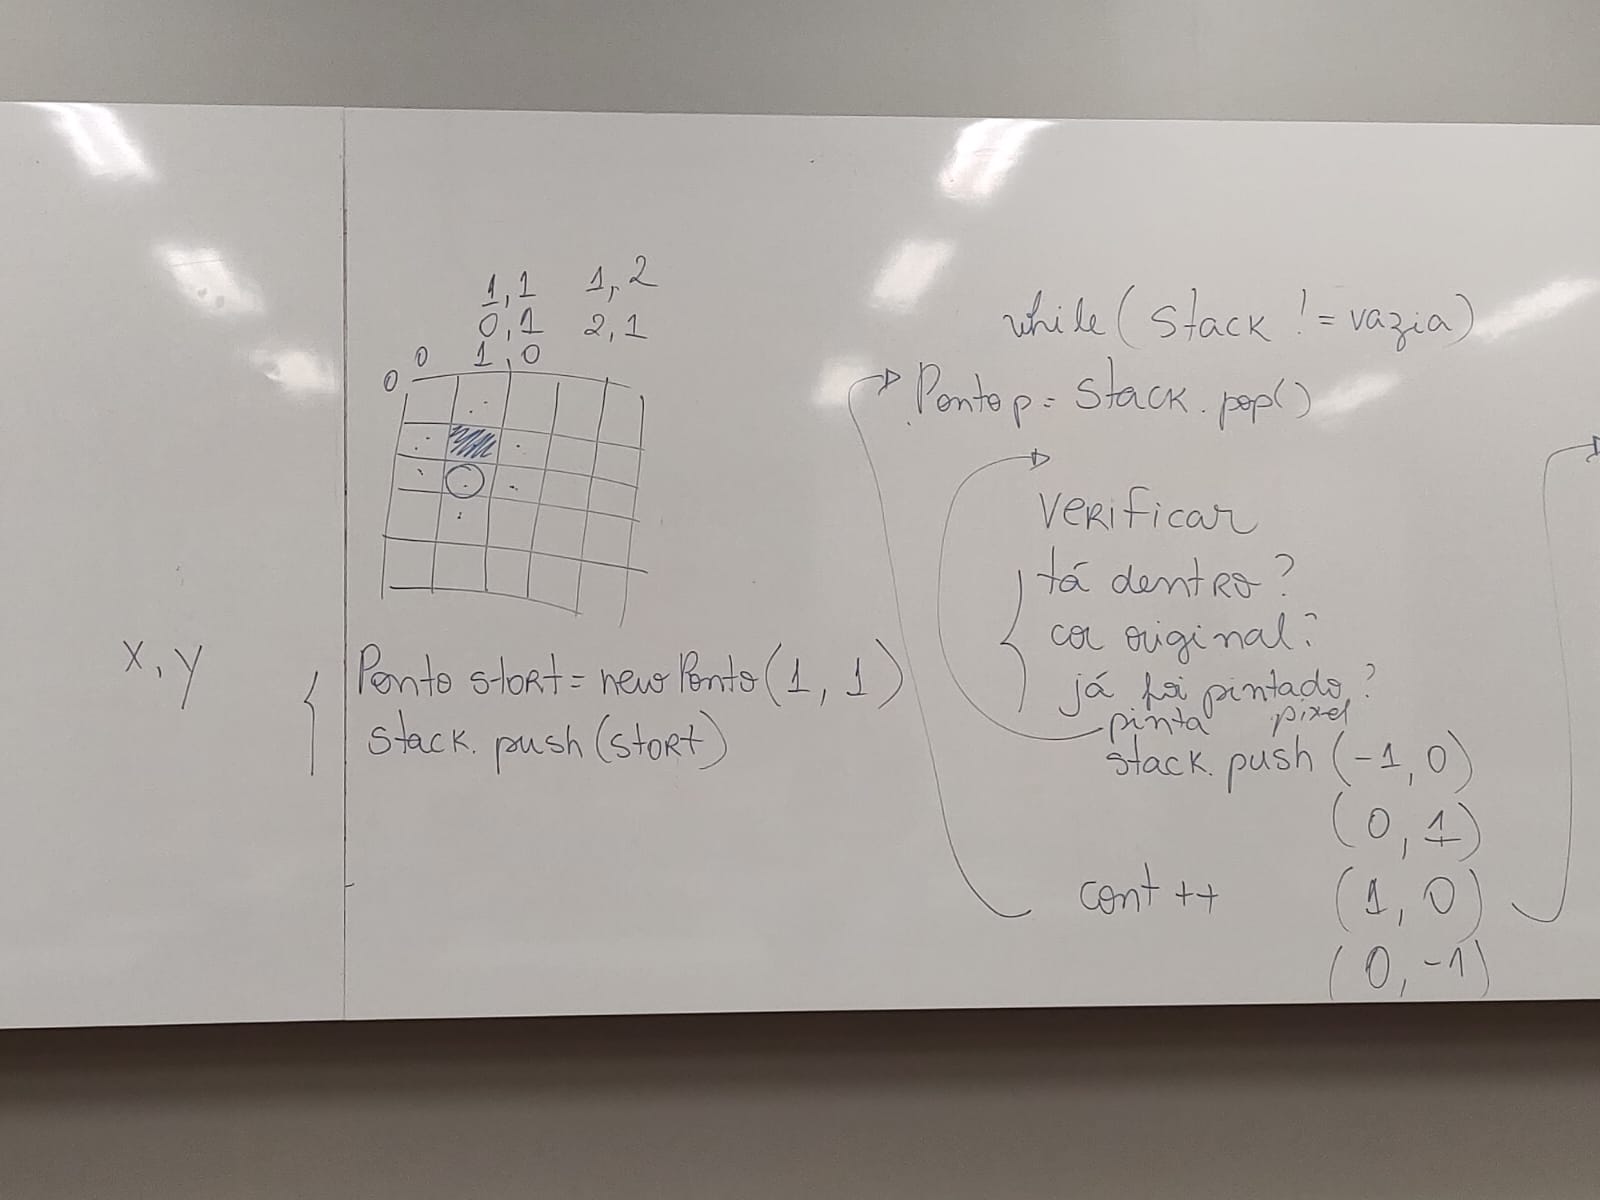 x, y
1,1 1,2
0,1 2,1
0 1,0
0
Ponto start = new Ponto(1, 1)
stack.push(start)
while(stack != vazia)
Ponto p = stack.pop()
verificar
tá dentro?
cor original?
já foi pintado?
pinta pixel
stack.push(-1,0)
(0,1)
cont ++ (1,0)
(0,-1)